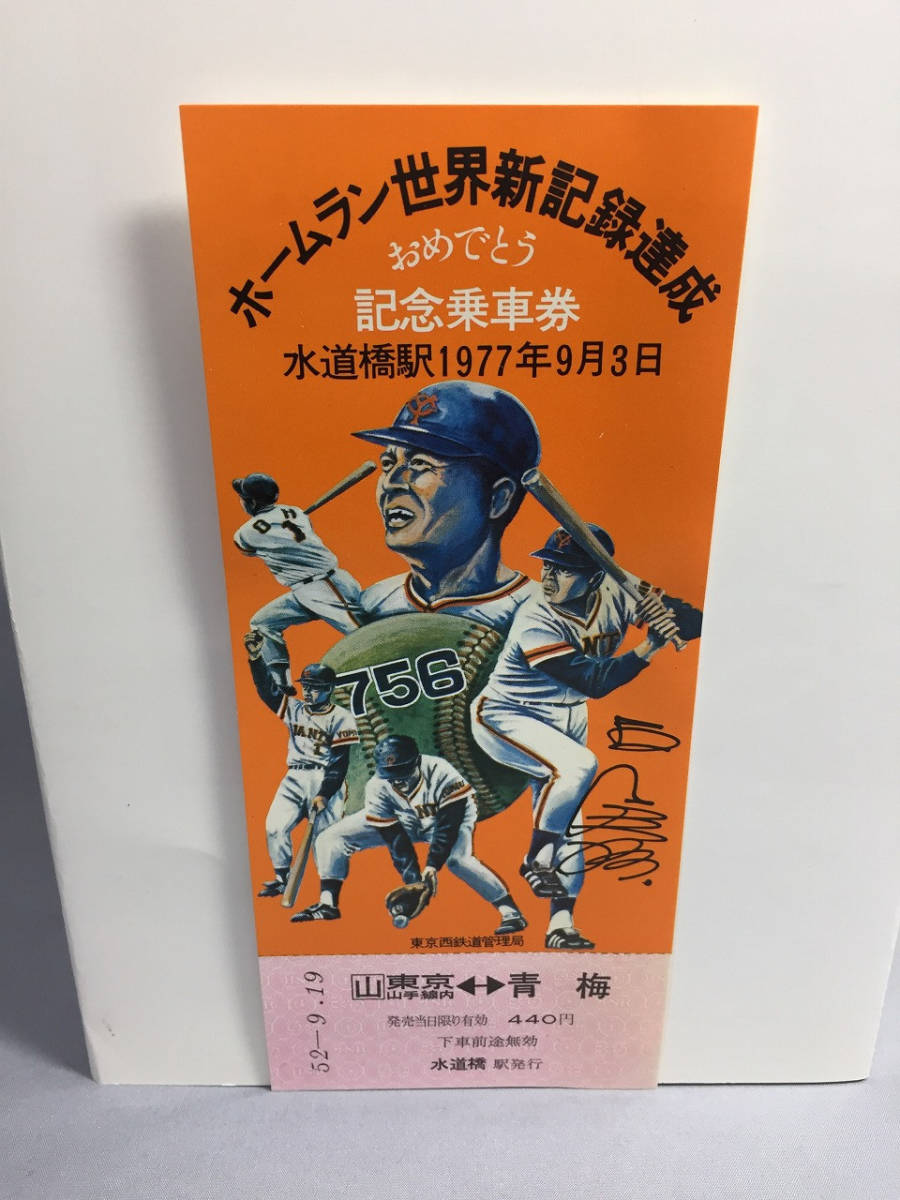 ホームラン世界新記録達成
おめでとう
記念乗車券
水道橋駅1977年9月3日
OH
1
756
GIANTS
1
東京西鉄道管理局
52-9.19
山 東京山手線内 ↔ 青梅
発売当日限り有効 440円
下車前途無効
水道橋 駅発行